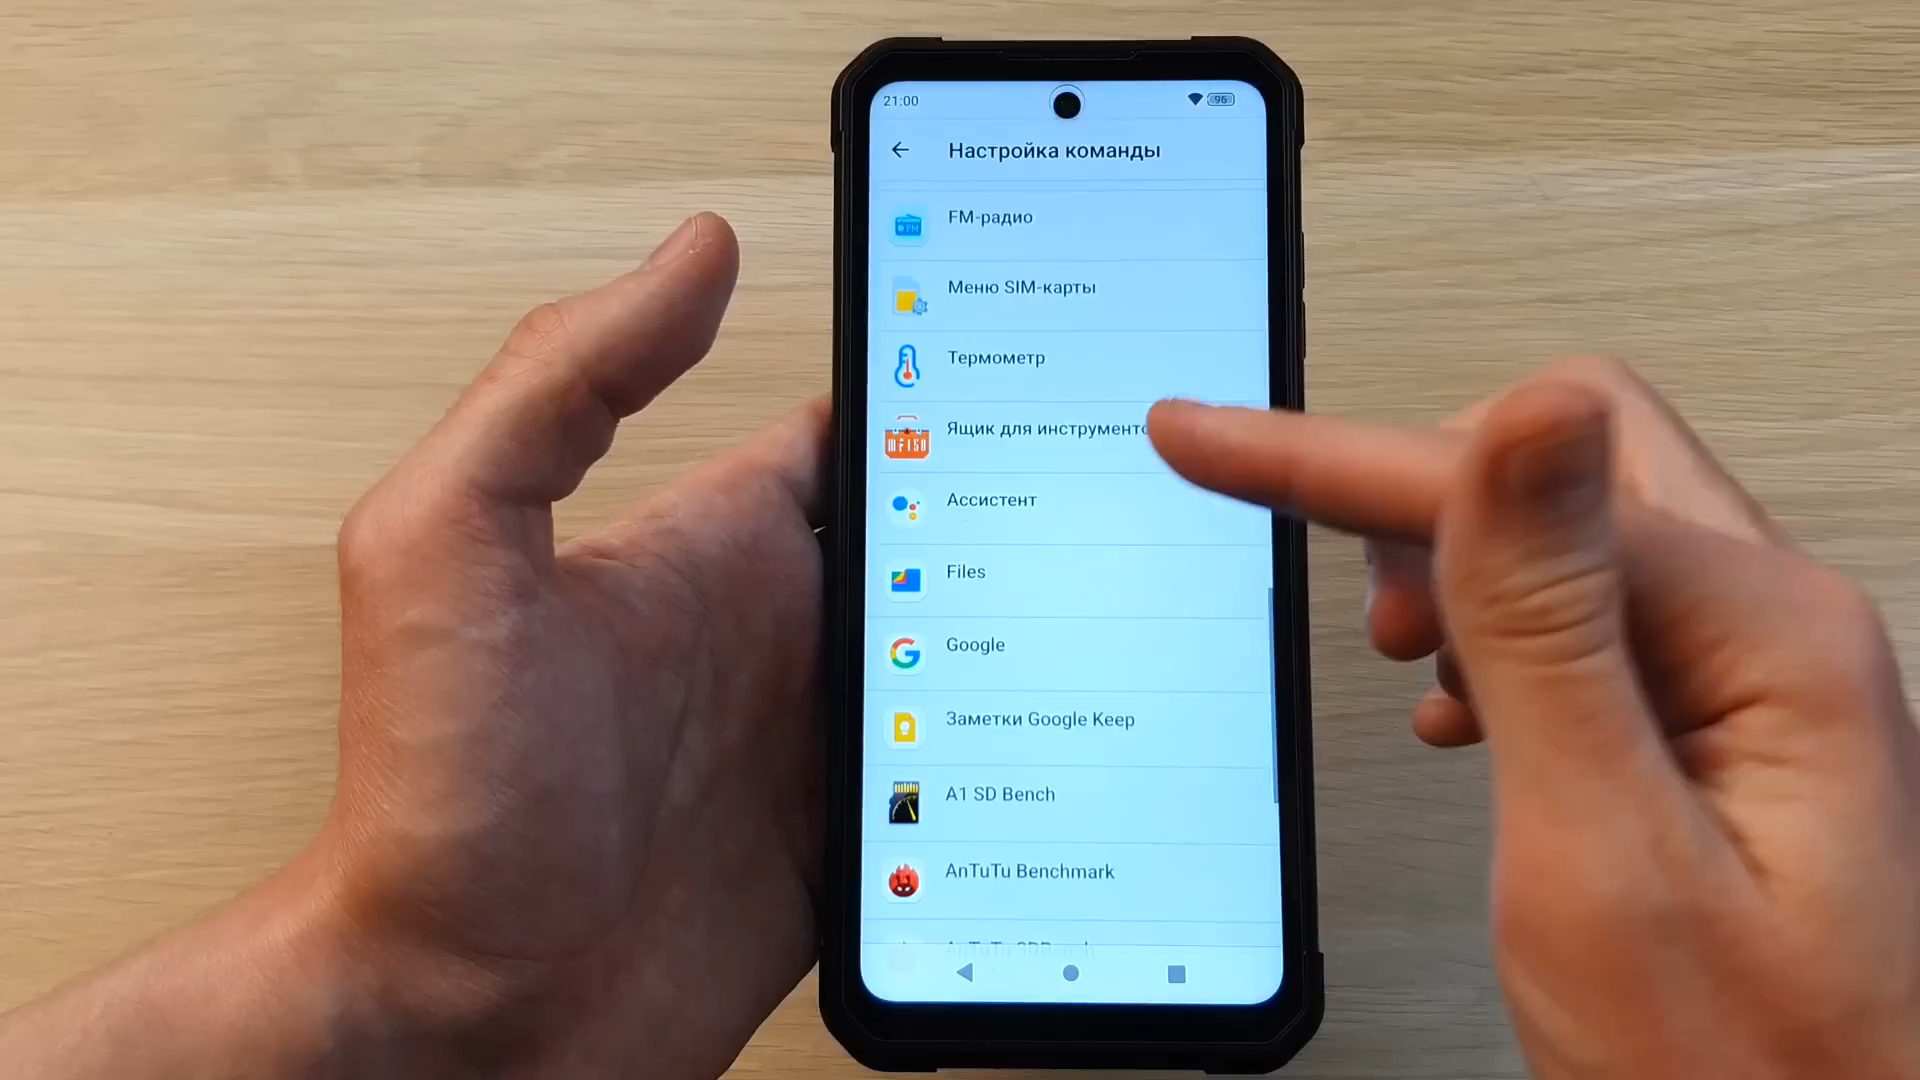 21:00
96
Настройка команды
FM-радио
Меню SIM-карты
Термометр
Ящик для инструменто
Ассистент
Files
Google
Заметки Google Keep
A1 SD Bench
AnTuTu Benchmark